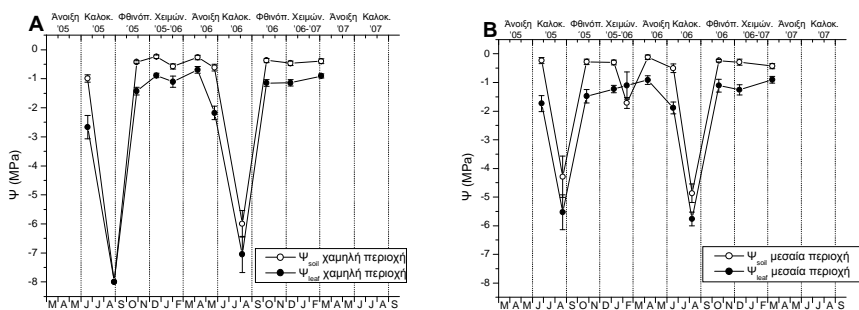 A
Άνοιξη Καλοκ. Φθινόπ. Χειμών. Άνοιξη Καλοκ. Φθινόπ. Χειμών. Άνοιξη Καλοκ.
'05 '05 '05 '05-'06 '06 '06 '06 '06-'07 '07 '07
Ψ (MPa)
0
-1
-2
-3
-4
-5
-6
-7
-8
Ψsoil χαμηλή περιοχή
Ψleaf χαμηλή περιοχή
M A M J J A S O N D J F M A M J J A S O N D J F M A M J J A S
B
Άνοιξη Καλοκ. Φθινόπ. Χειμών. Άνοιξη Καλοκ. Φθινόπ. Χειμών. Άνοιξη Καλοκ.
'05 '05 '05 '05-'06 '06 '06 '06 '06-'07 '07 '07
Ψ (MPa)
0
-1
-2
-3
-4
-5
-6
-7
-8
Ψsoil μεσαία περιοχή
Ψleaf μεσαία περιοχή
M A M J J A S O N D J F M A M J J A S O N D J F M A M J J A S